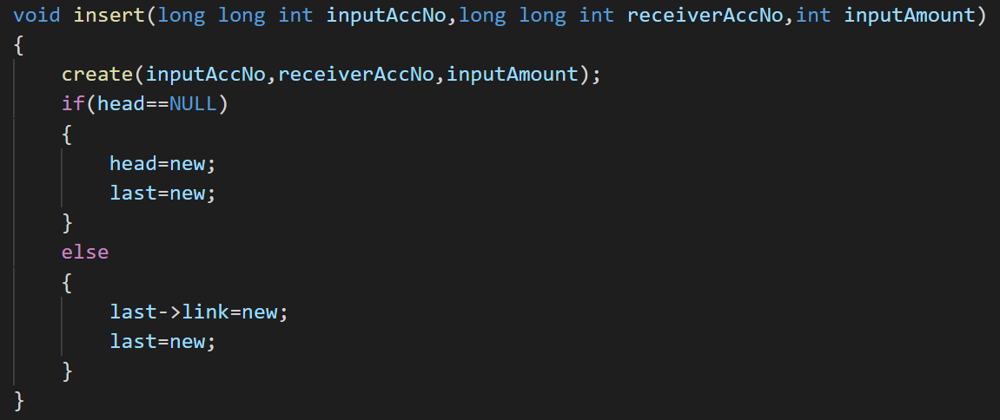 void insert(long long int inputAccNo,long long int receiverAccNo,int inputAmount)
{
    create(inputAccNo,receiverAccNo,inputAmount);
    if(head==NULL)
    {
        head=new;
        last=new;
    }
    else
    {
        last->link=new;
        last=new;
    }
}